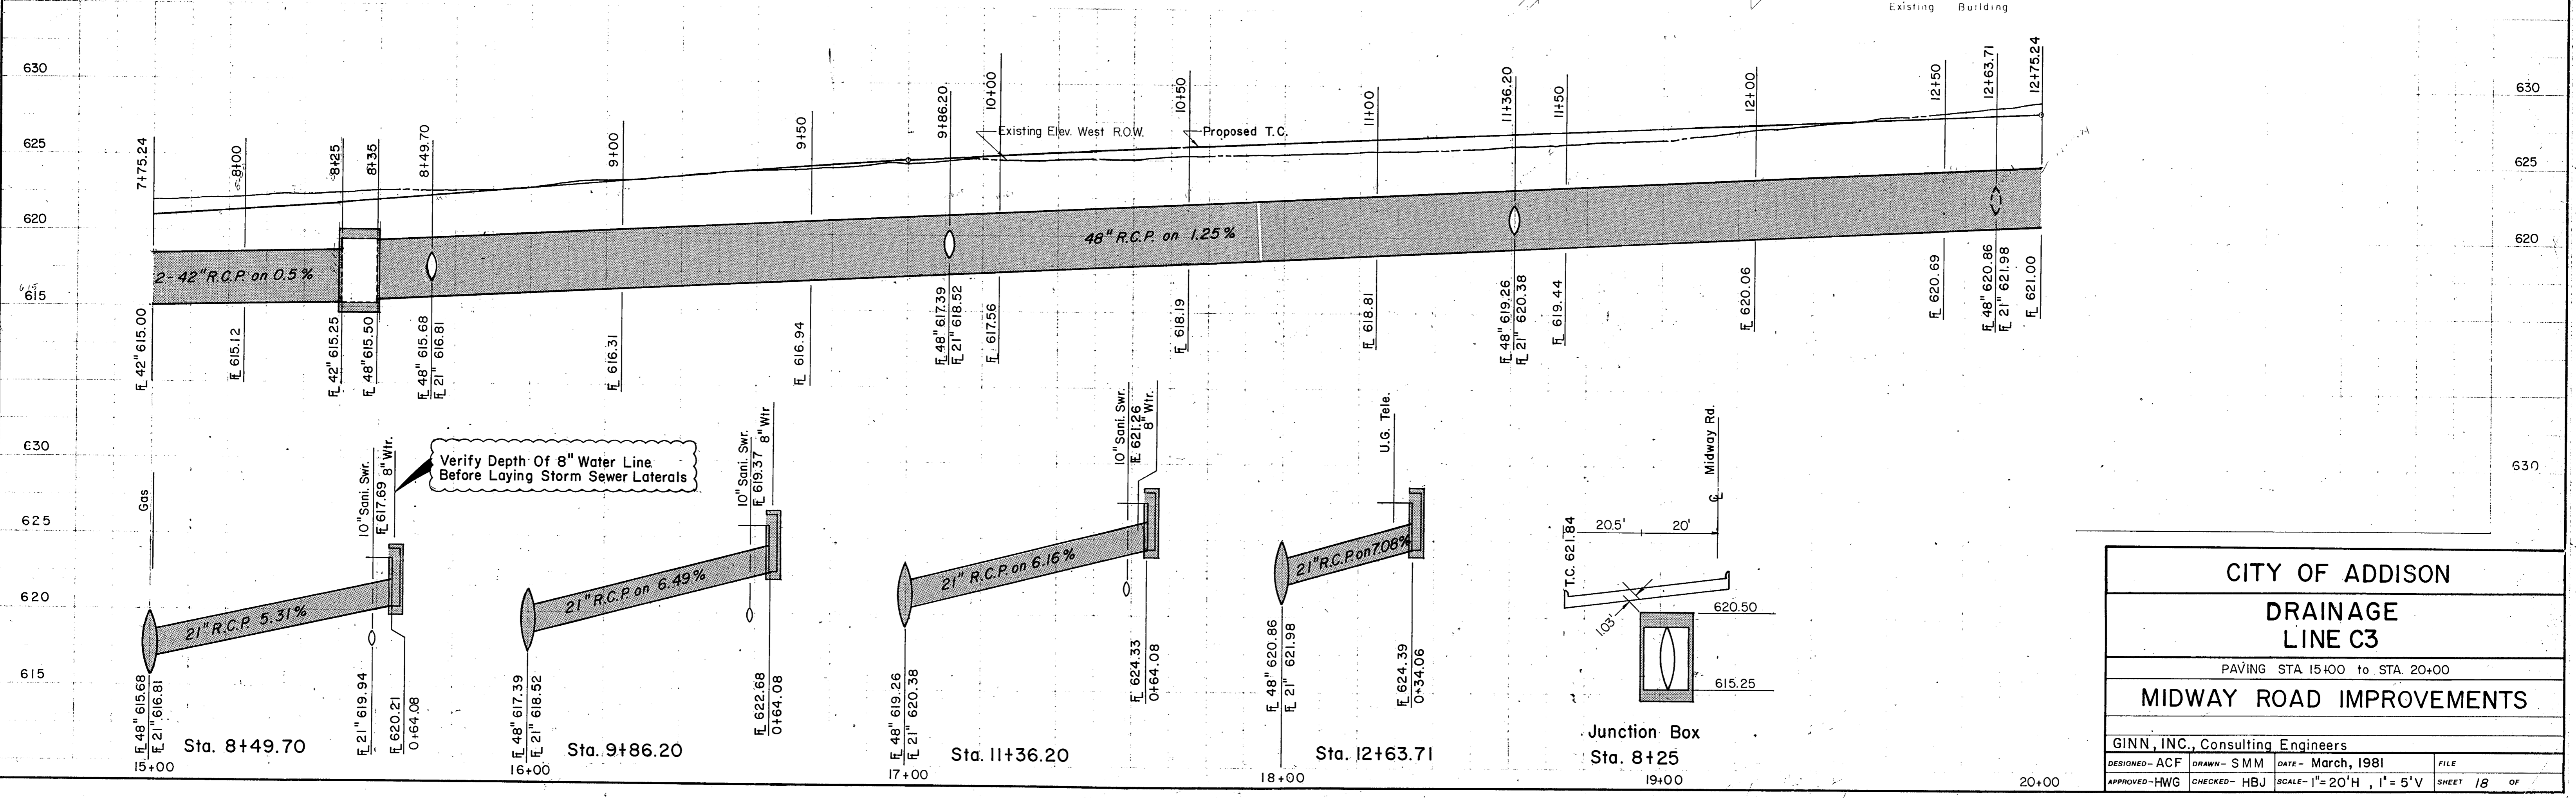 Existing Building
630
625
620
615
630
625
620
7+75.24
8+00
8+25
8+35
8+49.70
9+00
9+50
9+86.20
10+00
10+50
11+00
11+36.20
11+50
12+00
12+50
12+63.71
12+75.24
Existing Elev. West R.O.W.
Proposed T.C.
2-42" R.C.P. on 0.5 %
48" R.C.P. on 1.25 %
FL 42" 615.00
FL 615.12
FL 42" 615.25
FL 48" 615.50
FL 48" 615.68
FL 21" 616.81
FL 616.31
FL 616.94
FL 48" 617.39
FL 21" 618.52
FL 617.56
FL 618.19
FL 618.81
FL 48" 619.26
FL 21" 620.38
FL 619.44
FL 620.06
FL 620.69
FL 48" 620.86
FL 21" 621.98
FL 621.00
630
625
620
615
630
Gas
10" Sani. Swr.
FL 617.69
8" Wtr.
Verify Depth Of 8" Water Line
Before Laying Storm Sewer Laterals
21" R.C.P. 5.31%
FL 48" 615.68
FL 21" 616.81
FL 21" 619.94
FL 620.21
0+64.08
Sta. 8+49.70
10" Sani. Swr.
FL 619.37
8" Wtr
21" R.C.P. on 6.49%
FL 48" 617.39
FL 21" 618.52
FL 622.68
0+64.08
Sta. 9+86.20
10" Sani. Swr.
FL 621.26
8" Wtr.
21" R.C.P. on 6.16%
FL 48" 619.26
FL 21" 620.38
FL 624.33
0+64.08
Sta. 11+36.20
U.G. Tele.
21" R.C.P. on 7.08%
FL 48" 620.86
FL 21" 621.98
FL 624.39
0+34.06
Sta. 12+63.71
℄ Midway Rd.
20.5'
20'
T.C. 621.84
1.03'
620.50
615.25
Junction Box
Sta. 8+25
15+00
16+00
17+00
18+00
19+00
20+00
CITY OF ADDISON
DRAINAGE
LINE C3
PAVING STA. 15+00 to STA. 20+00
MIDWAY ROAD IMPROVEMENTS
GINN, INC., Consulting Engineers
DESIGNED- ACF DRAWN- SMM DATE- March, 1981 FILE
APPROVED- HWG CHECKED- HBJ SCALE- 1"=20'H , 1"=5'V SHEET 18 OF